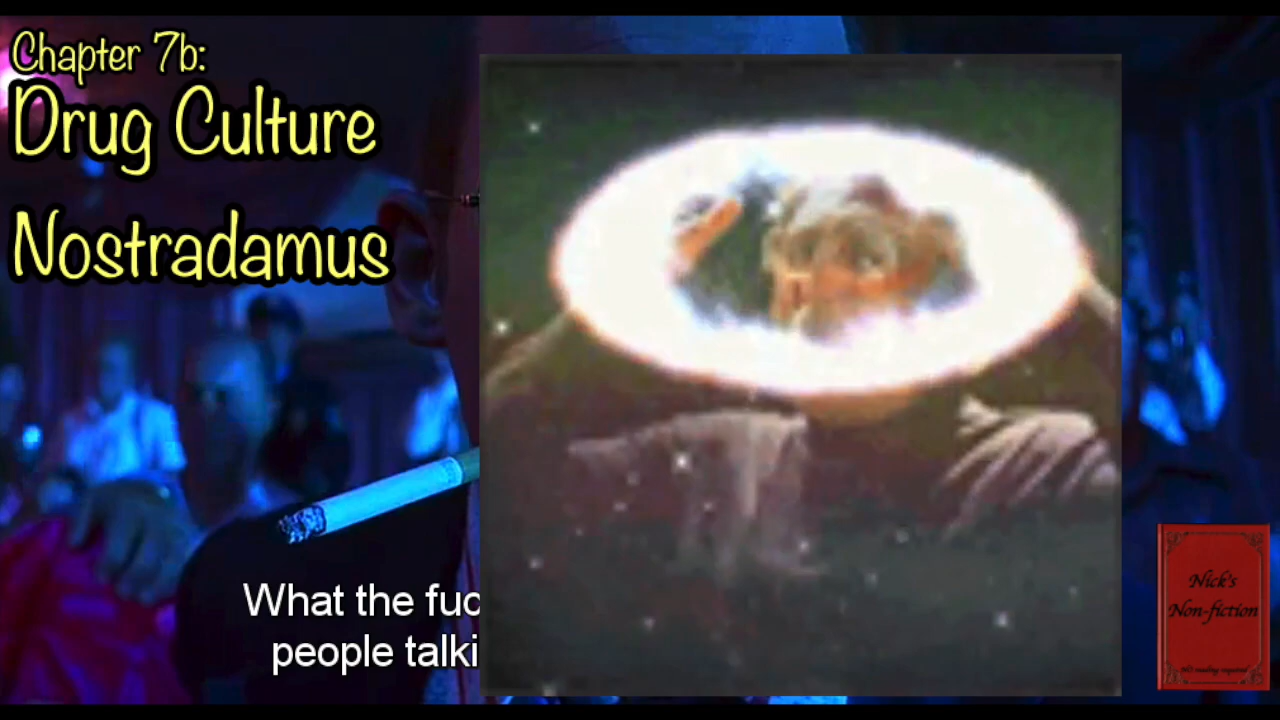 Chapter 7b:
Drug Culture
Nostradamus
What the fuc
people talki
Nick's
Non-fiction